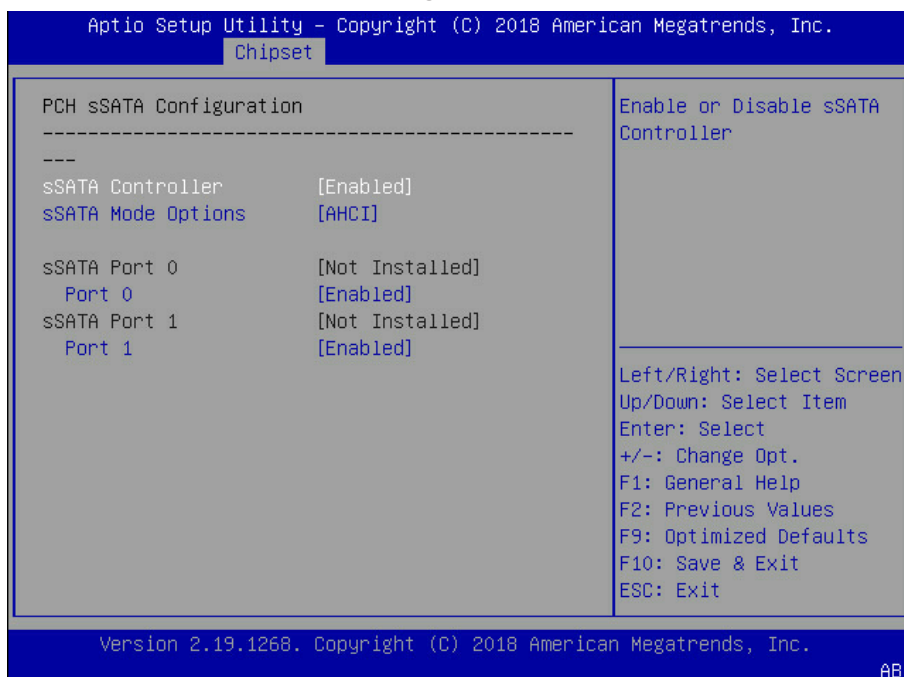 Aptio Setup Utility – Copyright (C) 2018 American Megatrends, Inc.
Chipset
PCH sSATA Configuration
-----------------------------------------------
---
sSATA Controller [Enabled]
sSATA Mode Options [AHCI]
sSATA Port 0 [Not Installed]
Port 0 [Enabled]
sSATA Port 1 [Not Installed]
Port 1 [Enabled]
Enable or Disable sSATA
Controller
Left/Right: Select Screen
Up/Down: Select Item
Enter: Select
+/-: Change Opt.
F1: General Help
F2: Previous Values
F9: Optimized Defaults
F10: Save & Exit
ESC: Exit
Version 2.19.1268. Copyright (C) 2018 American Megatrends, Inc.
AB